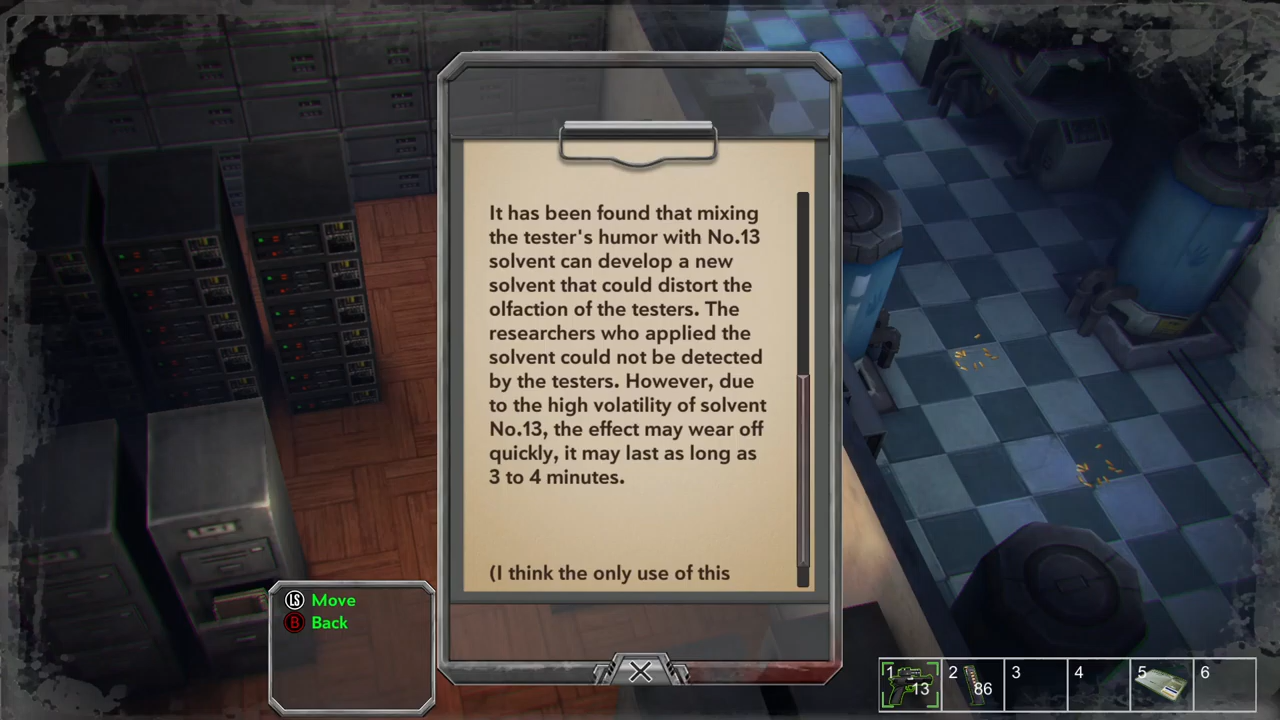 It has been found that mixing
the tester's humor with No.13
solvent can develop a new
solvent that could distort the
olfaction of the testers. The
researchers who applied the
solvent could not be detected
by the testers. However, due
to the high volatility of solvent
No.13, the effect may wear off
quickly, it may last as long as
3 to 4 minutes.
(I think the only use of this
LS Move
B Back
1 2 3 4 5 6
13 86